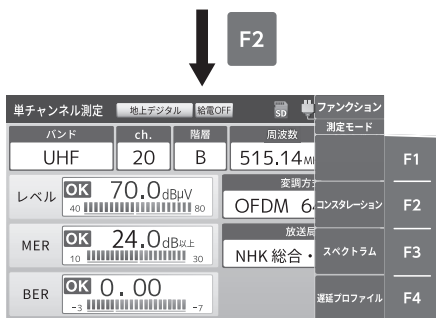 F2
単チャンネル測定 地上デジタル 給電OFF SD ファンクション
測定モード
バンド ch. 階層 周波数
UHF 20 B 515.14M
F1
レベル OK 70.0dBμV
40 80
変調方
OFDM 6
コンスタレーション F2
MER OK 24.0dB以上
10 30
放送局
NHK 総合・
スペクトラム F3
BER OK 0.00
-3 -7
遅延プロファイル F4